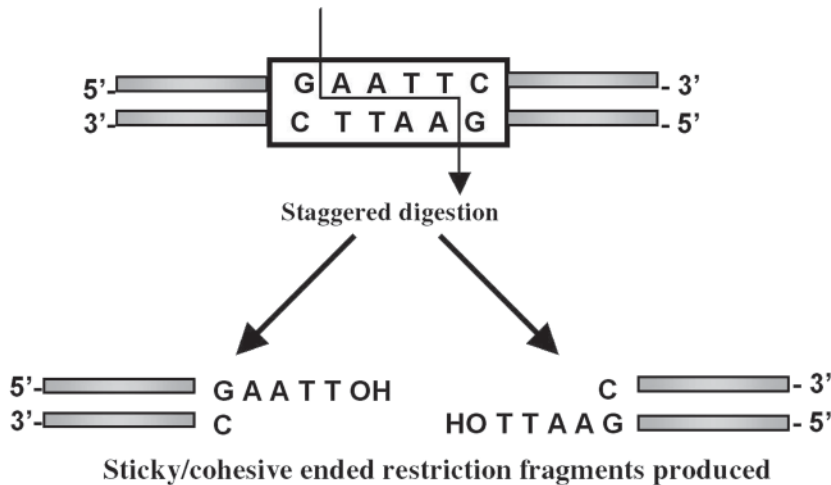 5’- G A A T T C - 3’
3’- C T T A A G - 5’
Staggered digestion
5’- G A A T T OH C - 3’
3’- C HO T T A A G - 5’
Sticky/cohesive ended restriction fragments produced